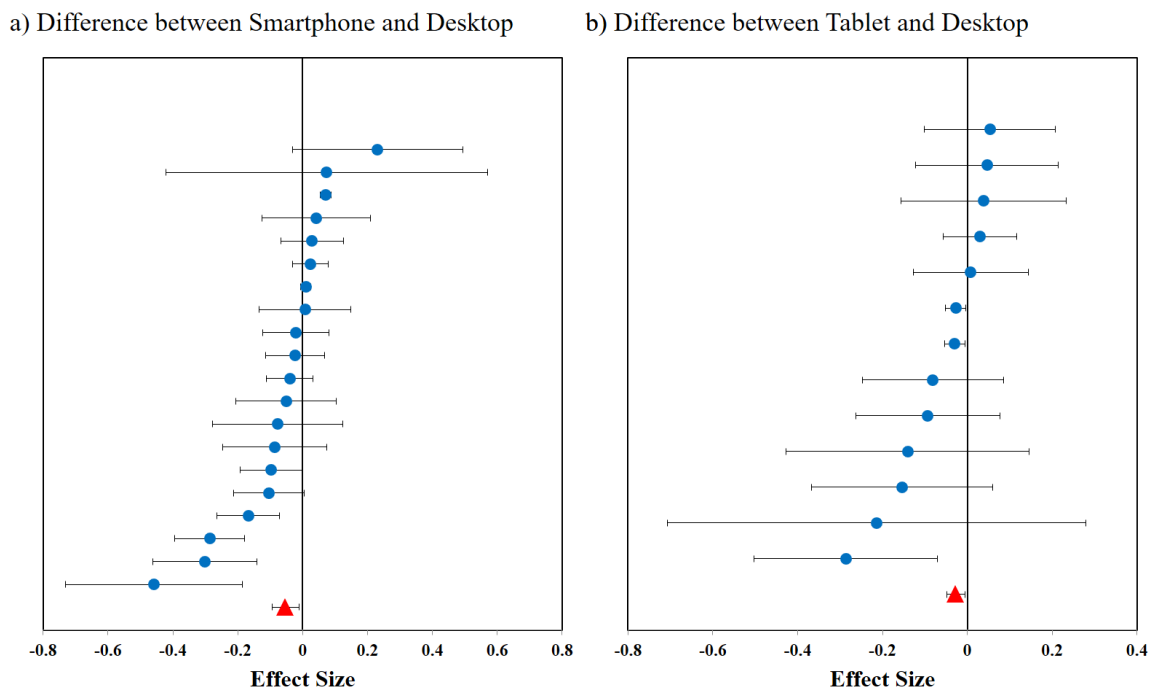 a) Difference between Smartphone and Desktop
b) Difference between Tablet and Desktop
-0.8 -0.6 -0.4 -0.2 0 0.2 0.4 0.6 0.8
Effect Size
-0.8 -0.6 -0.4 -0.2 0 0.2 0.4
Effect Size